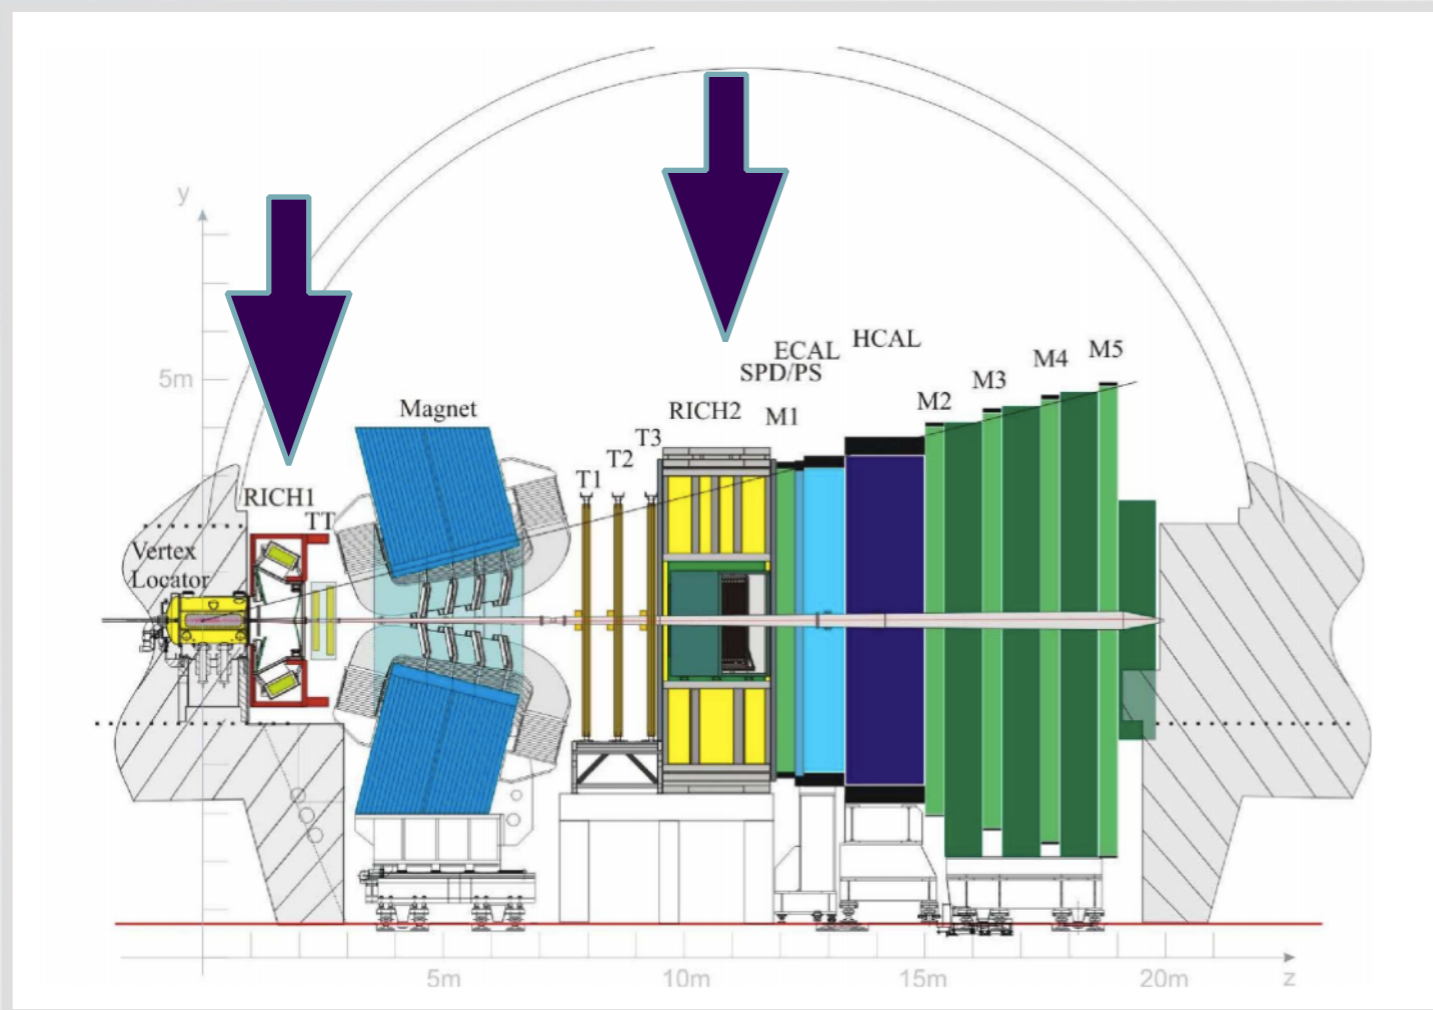 y
5m
HCAL
ECAL
SPD/PS
M5
M4
M3
M2
M1
RICH2
Magnet
T3
T2
T1
RICH1
TT
Vertex
Locator
5m
10m
15m
20m
z